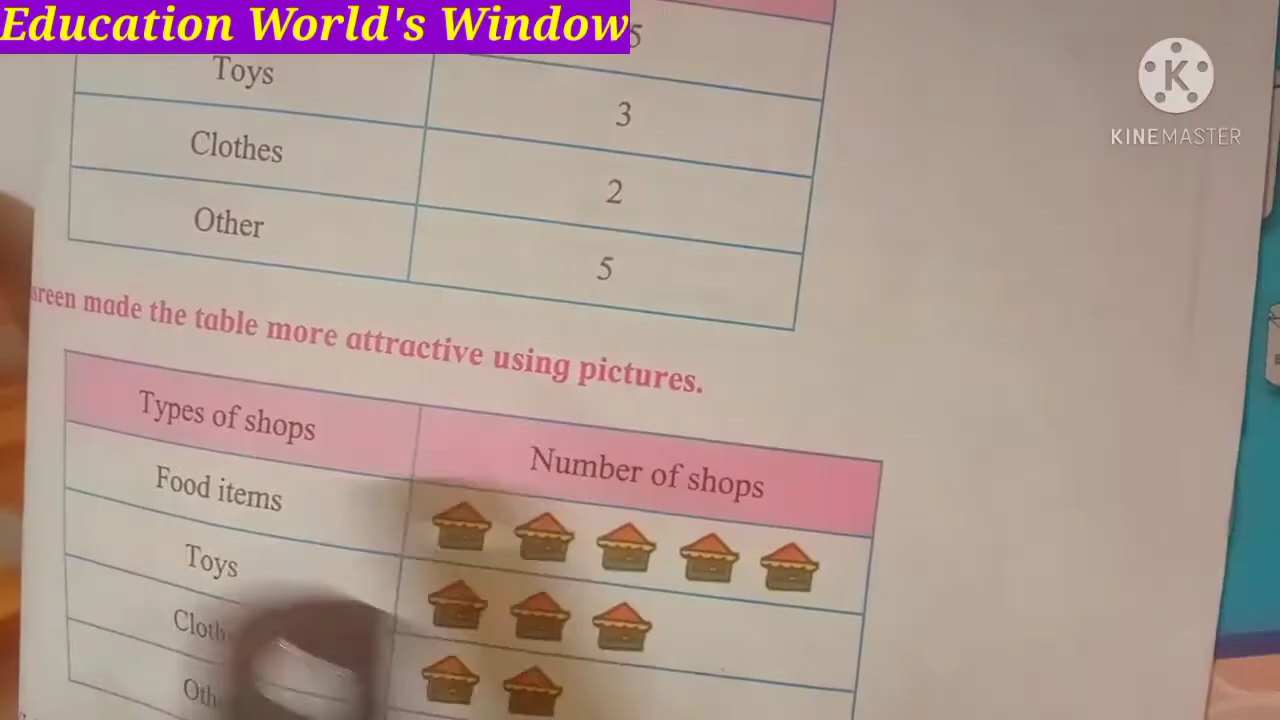 Education World's Window
5
Toys 3
Clothes 2
Other 5
made the table more attractive using pictures.
Types of shops Number of shops
Food items
Toys
KINEMASTER